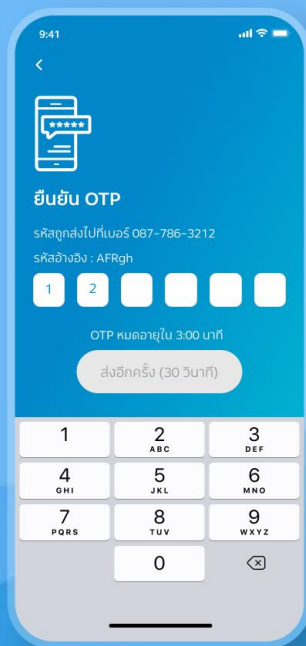 9:41
*****
ยืนยัน OTP
รหัสถูกส่งไปที่เบอร์ 087-786-3212
รหัสอ้างอิง : AFRgh
1 2
OTP หมดอายุใน 3:00 นาที
ส่งอีกครั้ง (30 วินาที)
1 2 3
ABC DEF
4 5 6
GHI JKL MNO
7 8 9
PQRS TUV WXYZ
0